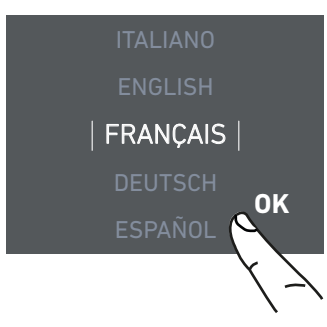 ITALIANO
ENGLISH
| FRANÇAIS |
DEUTSCH
OK
ESPAÑOL